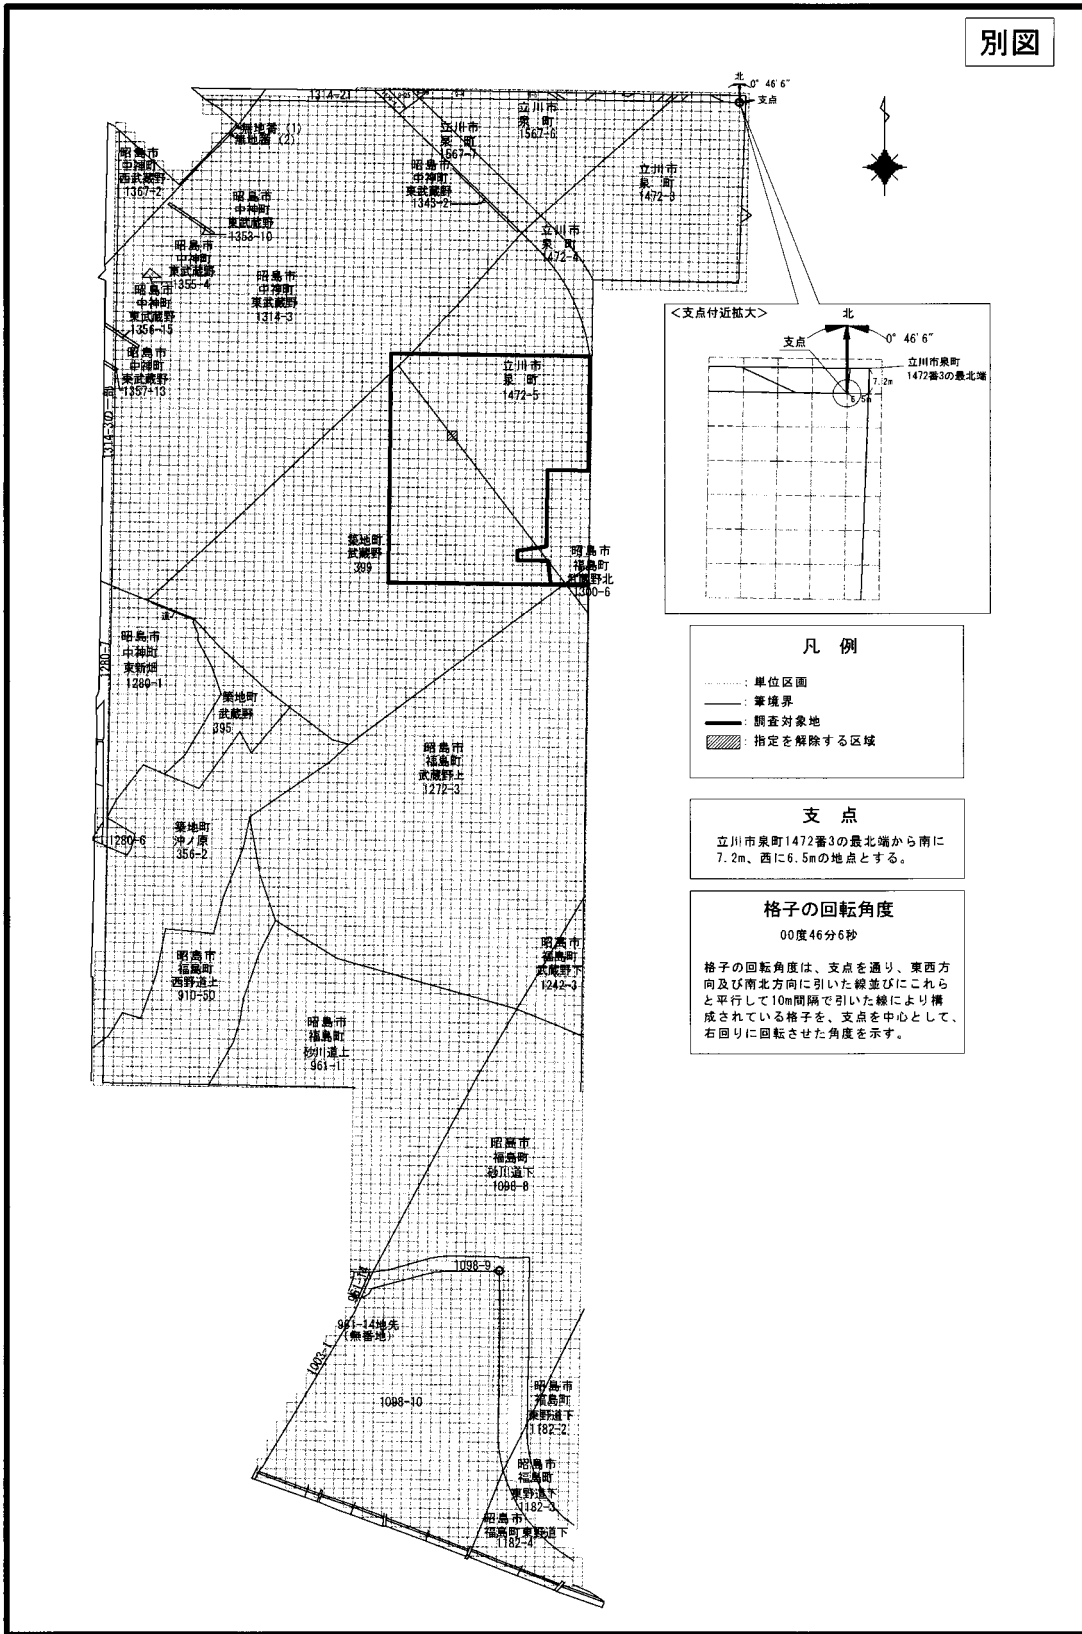 別図
北
0° 46′ 6″
支点
1314-21
立川市
泉 町
1567-6
立川市
泉 町
1567-7
無地番 (1)
無地番 (2)
昭島市
中神町
西武蔵野
1367-2
昭島市
中神町
東武蔵野
1343-2
立川市
泉 町
1472-3
昭島市
中神町
東武蔵野
1353-10
立川市
泉 町
1472-4
昭島市
中神町
東武蔵野
1355-4
昭島市
中神町
東武蔵野
1314-3
昭島市
中神町
東武蔵野
1356-15
昭島市
中神町
東武蔵野
1357-13
1314-3の一部
立川市
泉 町
1472-5
<支点付近拡大>
北
0° 46′ 6″
支点
立川市泉町
1472番3の最北端
7.2m
6.5m
築地町
武蔵野
399
昭島市
福島町
武蔵野北
1300-6
道
昭島市
中神町
東新畑
1280-1
1280-7
築地町
武蔵野
395
凡 例
: 単位区画
: 筆境界
: 調査対象地
: 指定を解除する区域
昭島市
福島町
武蔵野上
1272-3
支 点
立川市泉町1472番3の最北端から南に
7.2m、西に6.5mの地点とする。
築地町
沖ノ原
356-2
1280-6
格子の回転角度
00度46分6秒
格子の回転角度は、支点を通り、東西方
向及び南北方向に引いた線並びにこれら
と平行して10m間隔で引いた線により構
成されている格子を、支点を中心として、
右回りに回転させた角度を示す。
昭島市
福島町
武蔵野下
1242-3
昭島市
福島町
西野道上
910-50
昭島市
福島町
砂川道上
961-1
昭島市
福島町
砂川道下
1098-8
1098-9
961-14
961-14地先
(無番地)
1003-1
1098-10
昭島市
福島町
東野道下
1182-2
昭島市
福島町
東野道下
1182-3
昭島市
福島町東野道下
1182-4